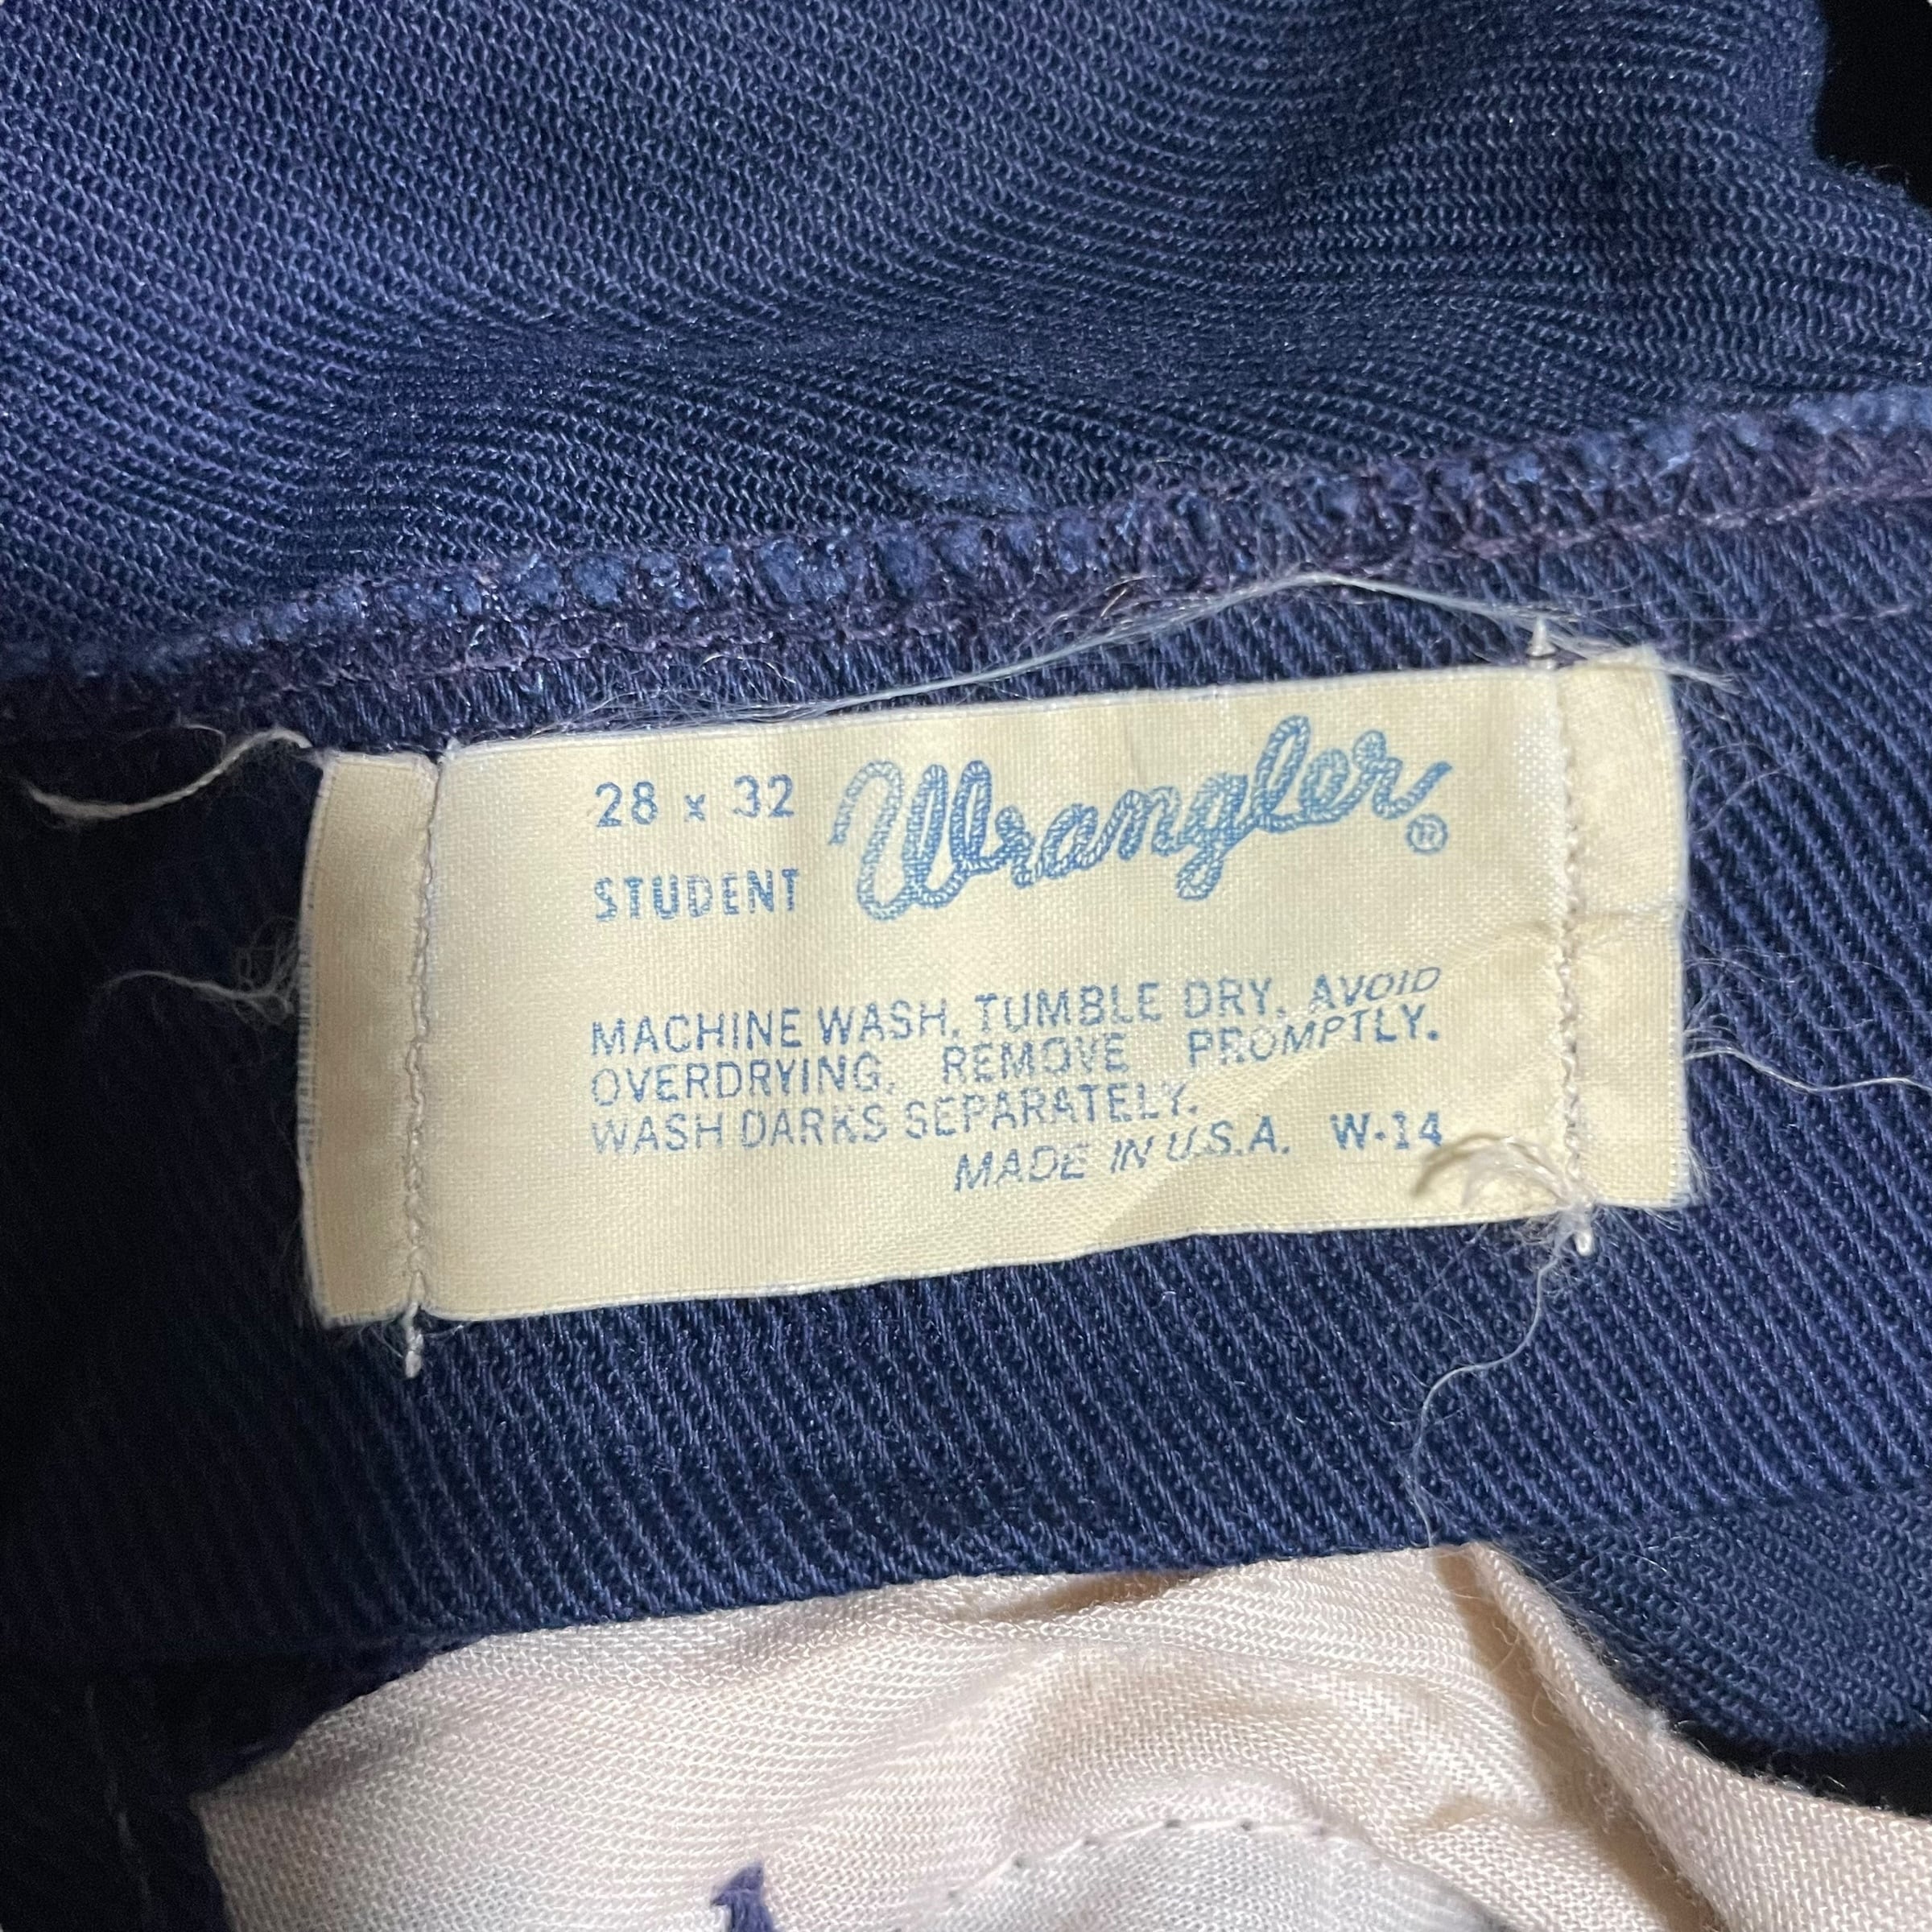 28 x 32 Wrangler®
STUDENT
MACHINE WASH, TUMBLE DRY, AVOID
OVERDRYING. REMOVE PROMPTLY.
WASH DARKS SEPARATELY.
MADE IN U.S.A. W-14